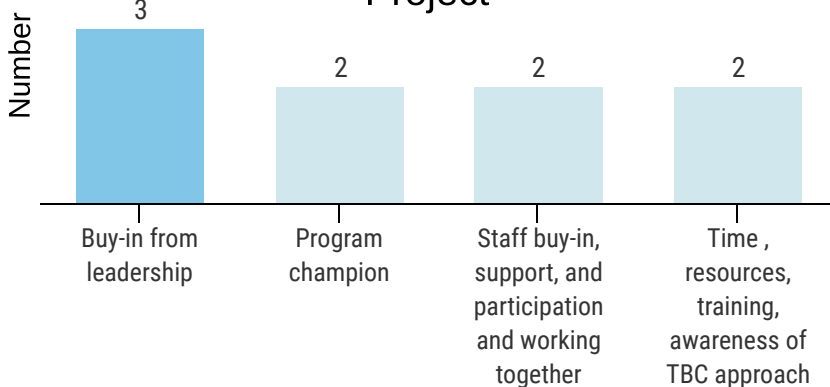 Project
Number
3
2
2
2
Buy-in from
leadership
Program
champion
Staff buy-in,
support, and
participation
and working
together
Time ,
resources,
training,
awareness of
TBC approach